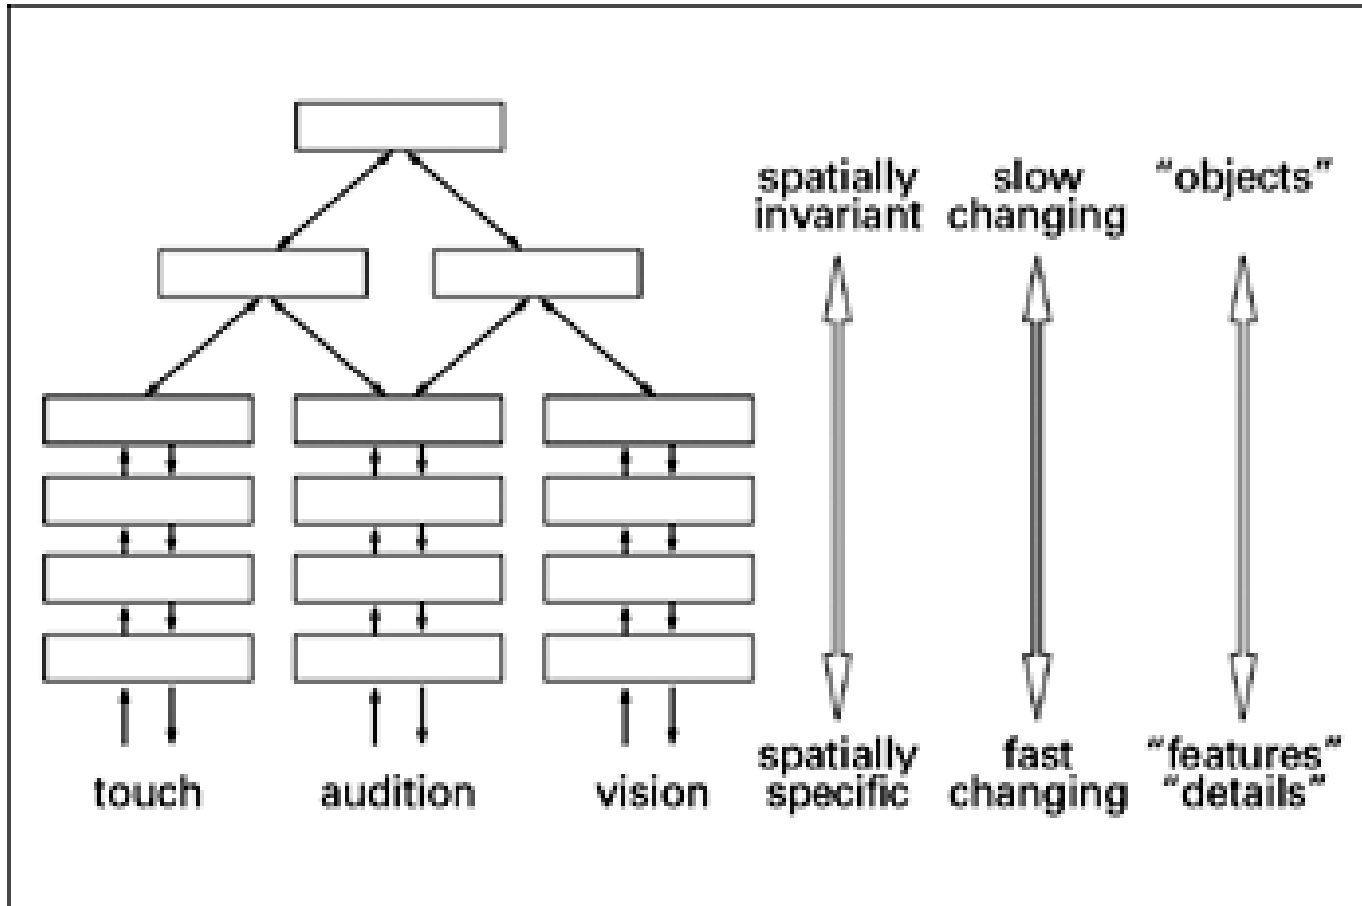 spatially
invariant
slow
changing
“objects”
touch
audition
vision
spatially
specific
fast
changing
“features”
“details”